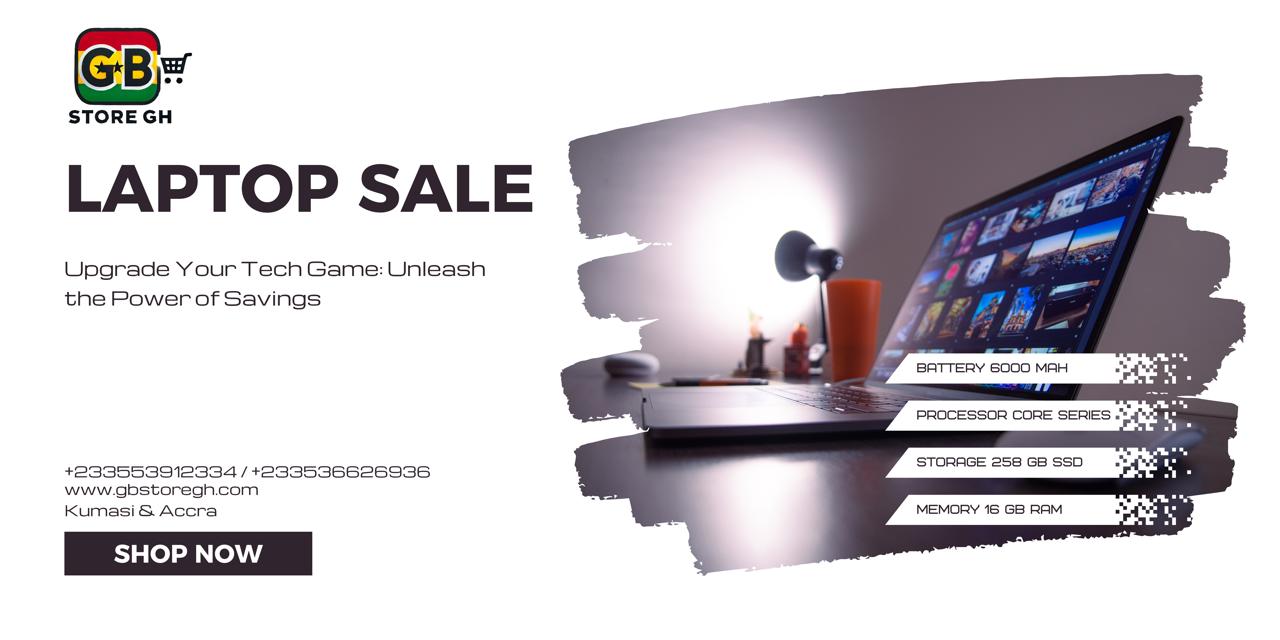 GB
STORE GH
LAPTOP SALE
Upgrade Your Tech Game: Unleash
the Power of Savings
BATTERY 6000 MAH
PROCESSOR CORE SERIES
STORAGE 258 GB SSD
MEMORY 16 GB RAM
+233553912334 / +233536626936
www.gbstoregh.com
Kumasi & Accra
SHOP NOW